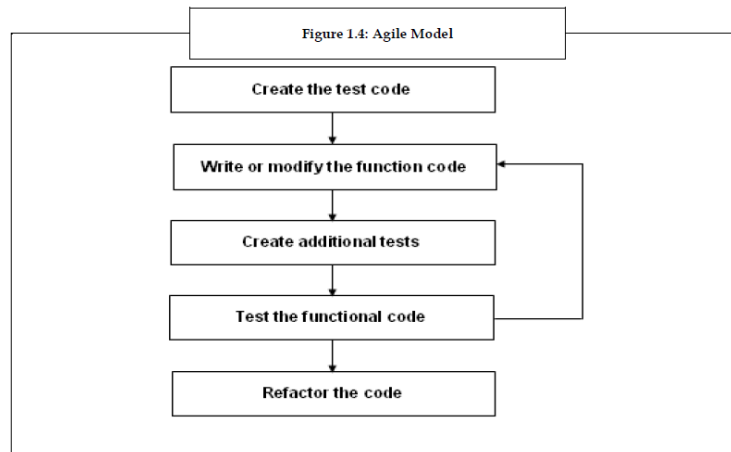 Figure 1.4: Agile Model
Create the test code
Write or modify the function code
Create additional tests
Test the functional code
Refactor the code